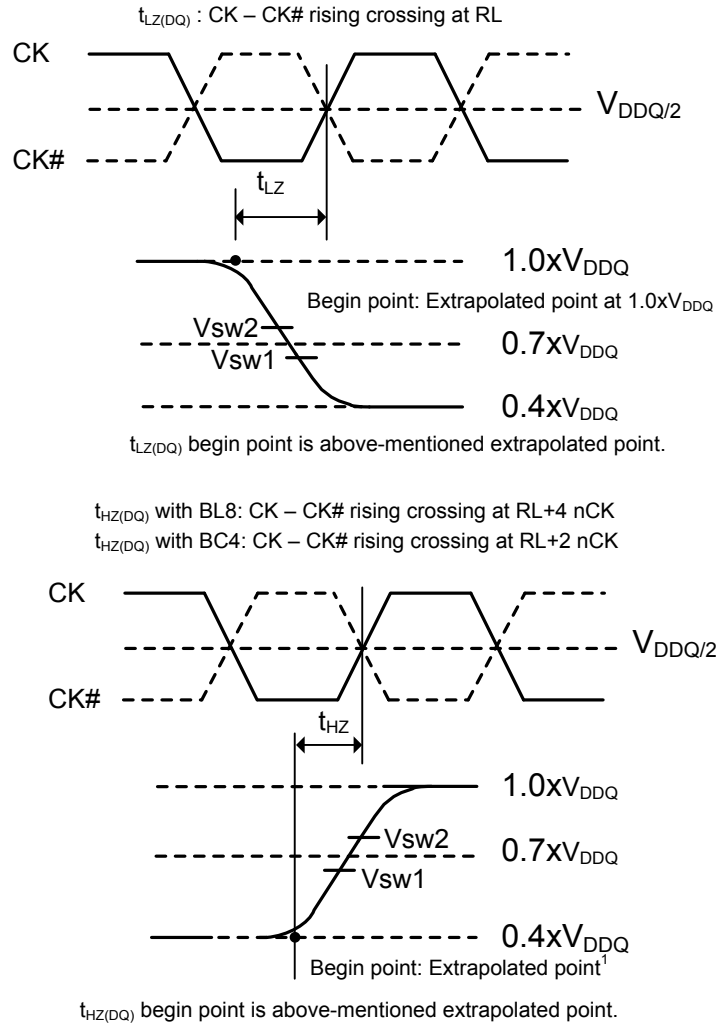 tLZ(DQ) : CK – CK# rising crossing at RL
CK
VDDQ/2
CK#
tLZ
1.0xVDDQ
Begin point: Extrapolated point at 1.0xVDDQ
Vsw2
0.7xVDDQ
Vsw1
0.4xVDDQ
tLZ(DQ) begin point is above-mentioned extrapolated point.
tHZ(DQ) with BL8: CK – CK# rising crossing at RL+4 nCK
tHZ(DQ) with BC4: CK – CK# rising crossing at RL+2 nCK
CK
VDDQ/2
CK#
tHZ
1.0xVDDQ
Vsw2
0.7xVDDQ
Vsw1
0.4xVDDQ
Begin point: Extrapolated point1
tHZ(DQ) begin point is above-mentioned extrapolated point.